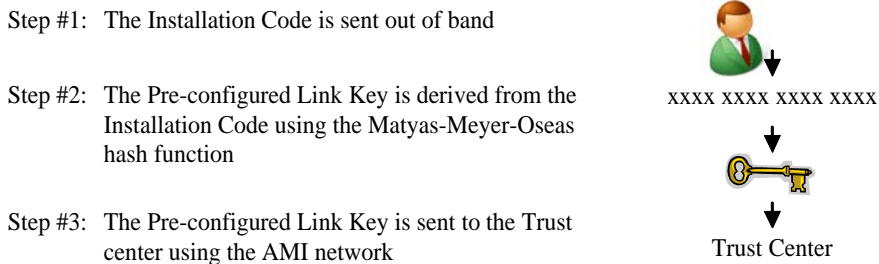 Step #1: The Installation Code is sent out of band
Step #2: The Pre-configured Link Key is derived from the
Installation Code using the Matyas-Meyer-Oseas
hash function
Step #3: The Pre-configured Link Key is sent to the Trust
center using the AMI network
xxxx xxxx xxxx xxxx
Trust Center